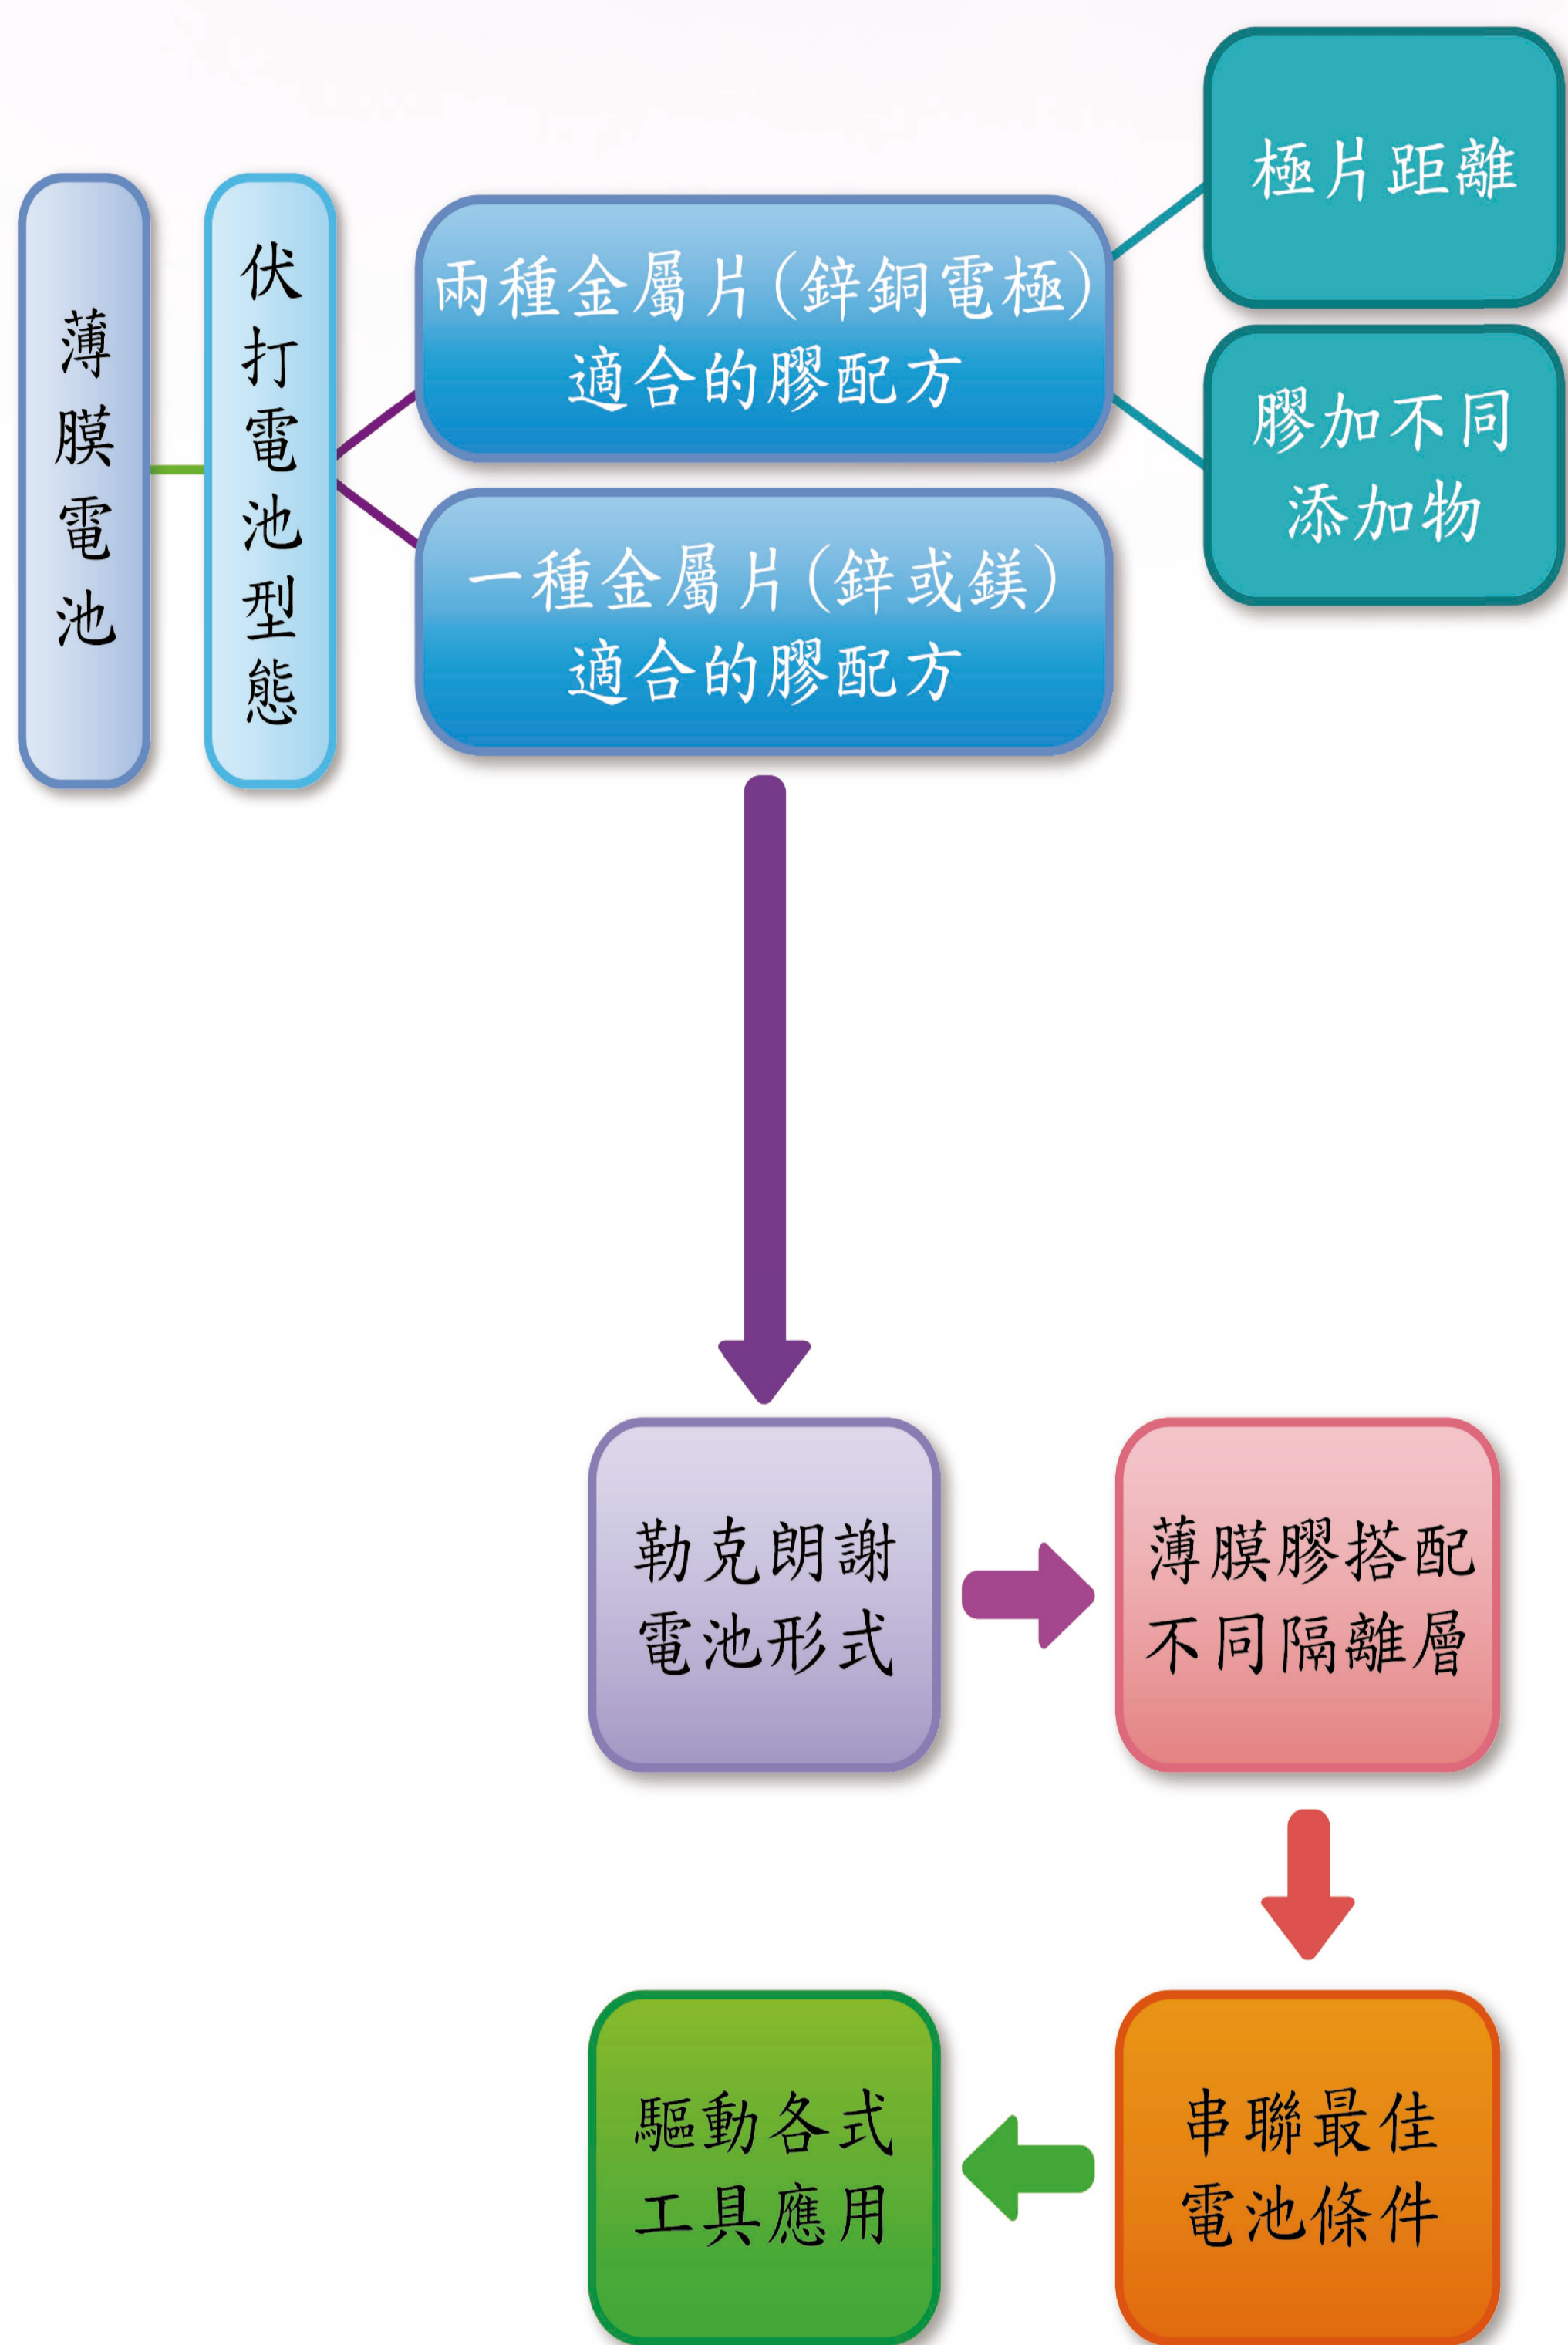 薄膜電池
伏打電池型態
兩種金屬片(鋅銅電極)
適合的膠配方
極片距離
膠加不同
添加物
一種金屬片(鋅或鎂)
適合的膠配方
勒克朗謝
電池形式
薄膜膠搭配
不同隔離層
串聯最佳
電池條件
驅動各式
工具應用